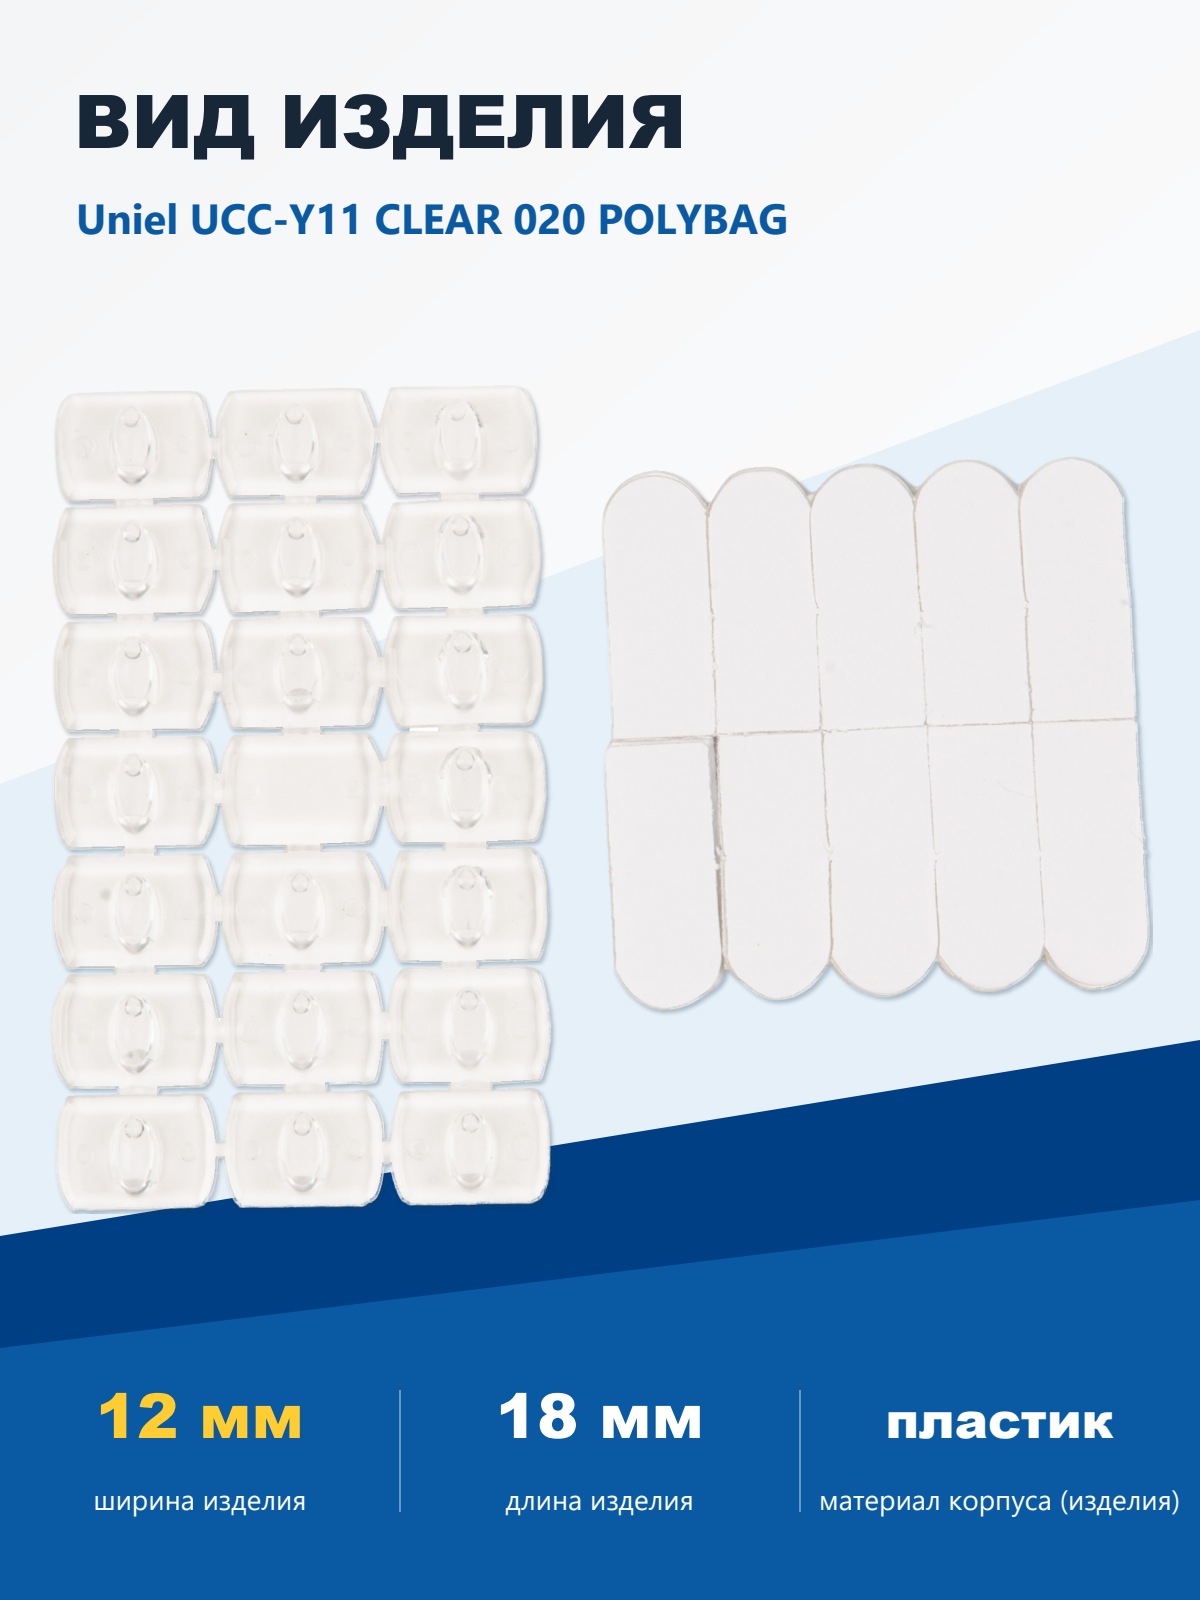 ВИД ИЗДЕЛИЯ
Uniel UCC-Y11 CLEAR 020 POLYBAG
12 мм
ширина изделия
18 мм
длина изделия
пластик
материал корпуса (изделия)